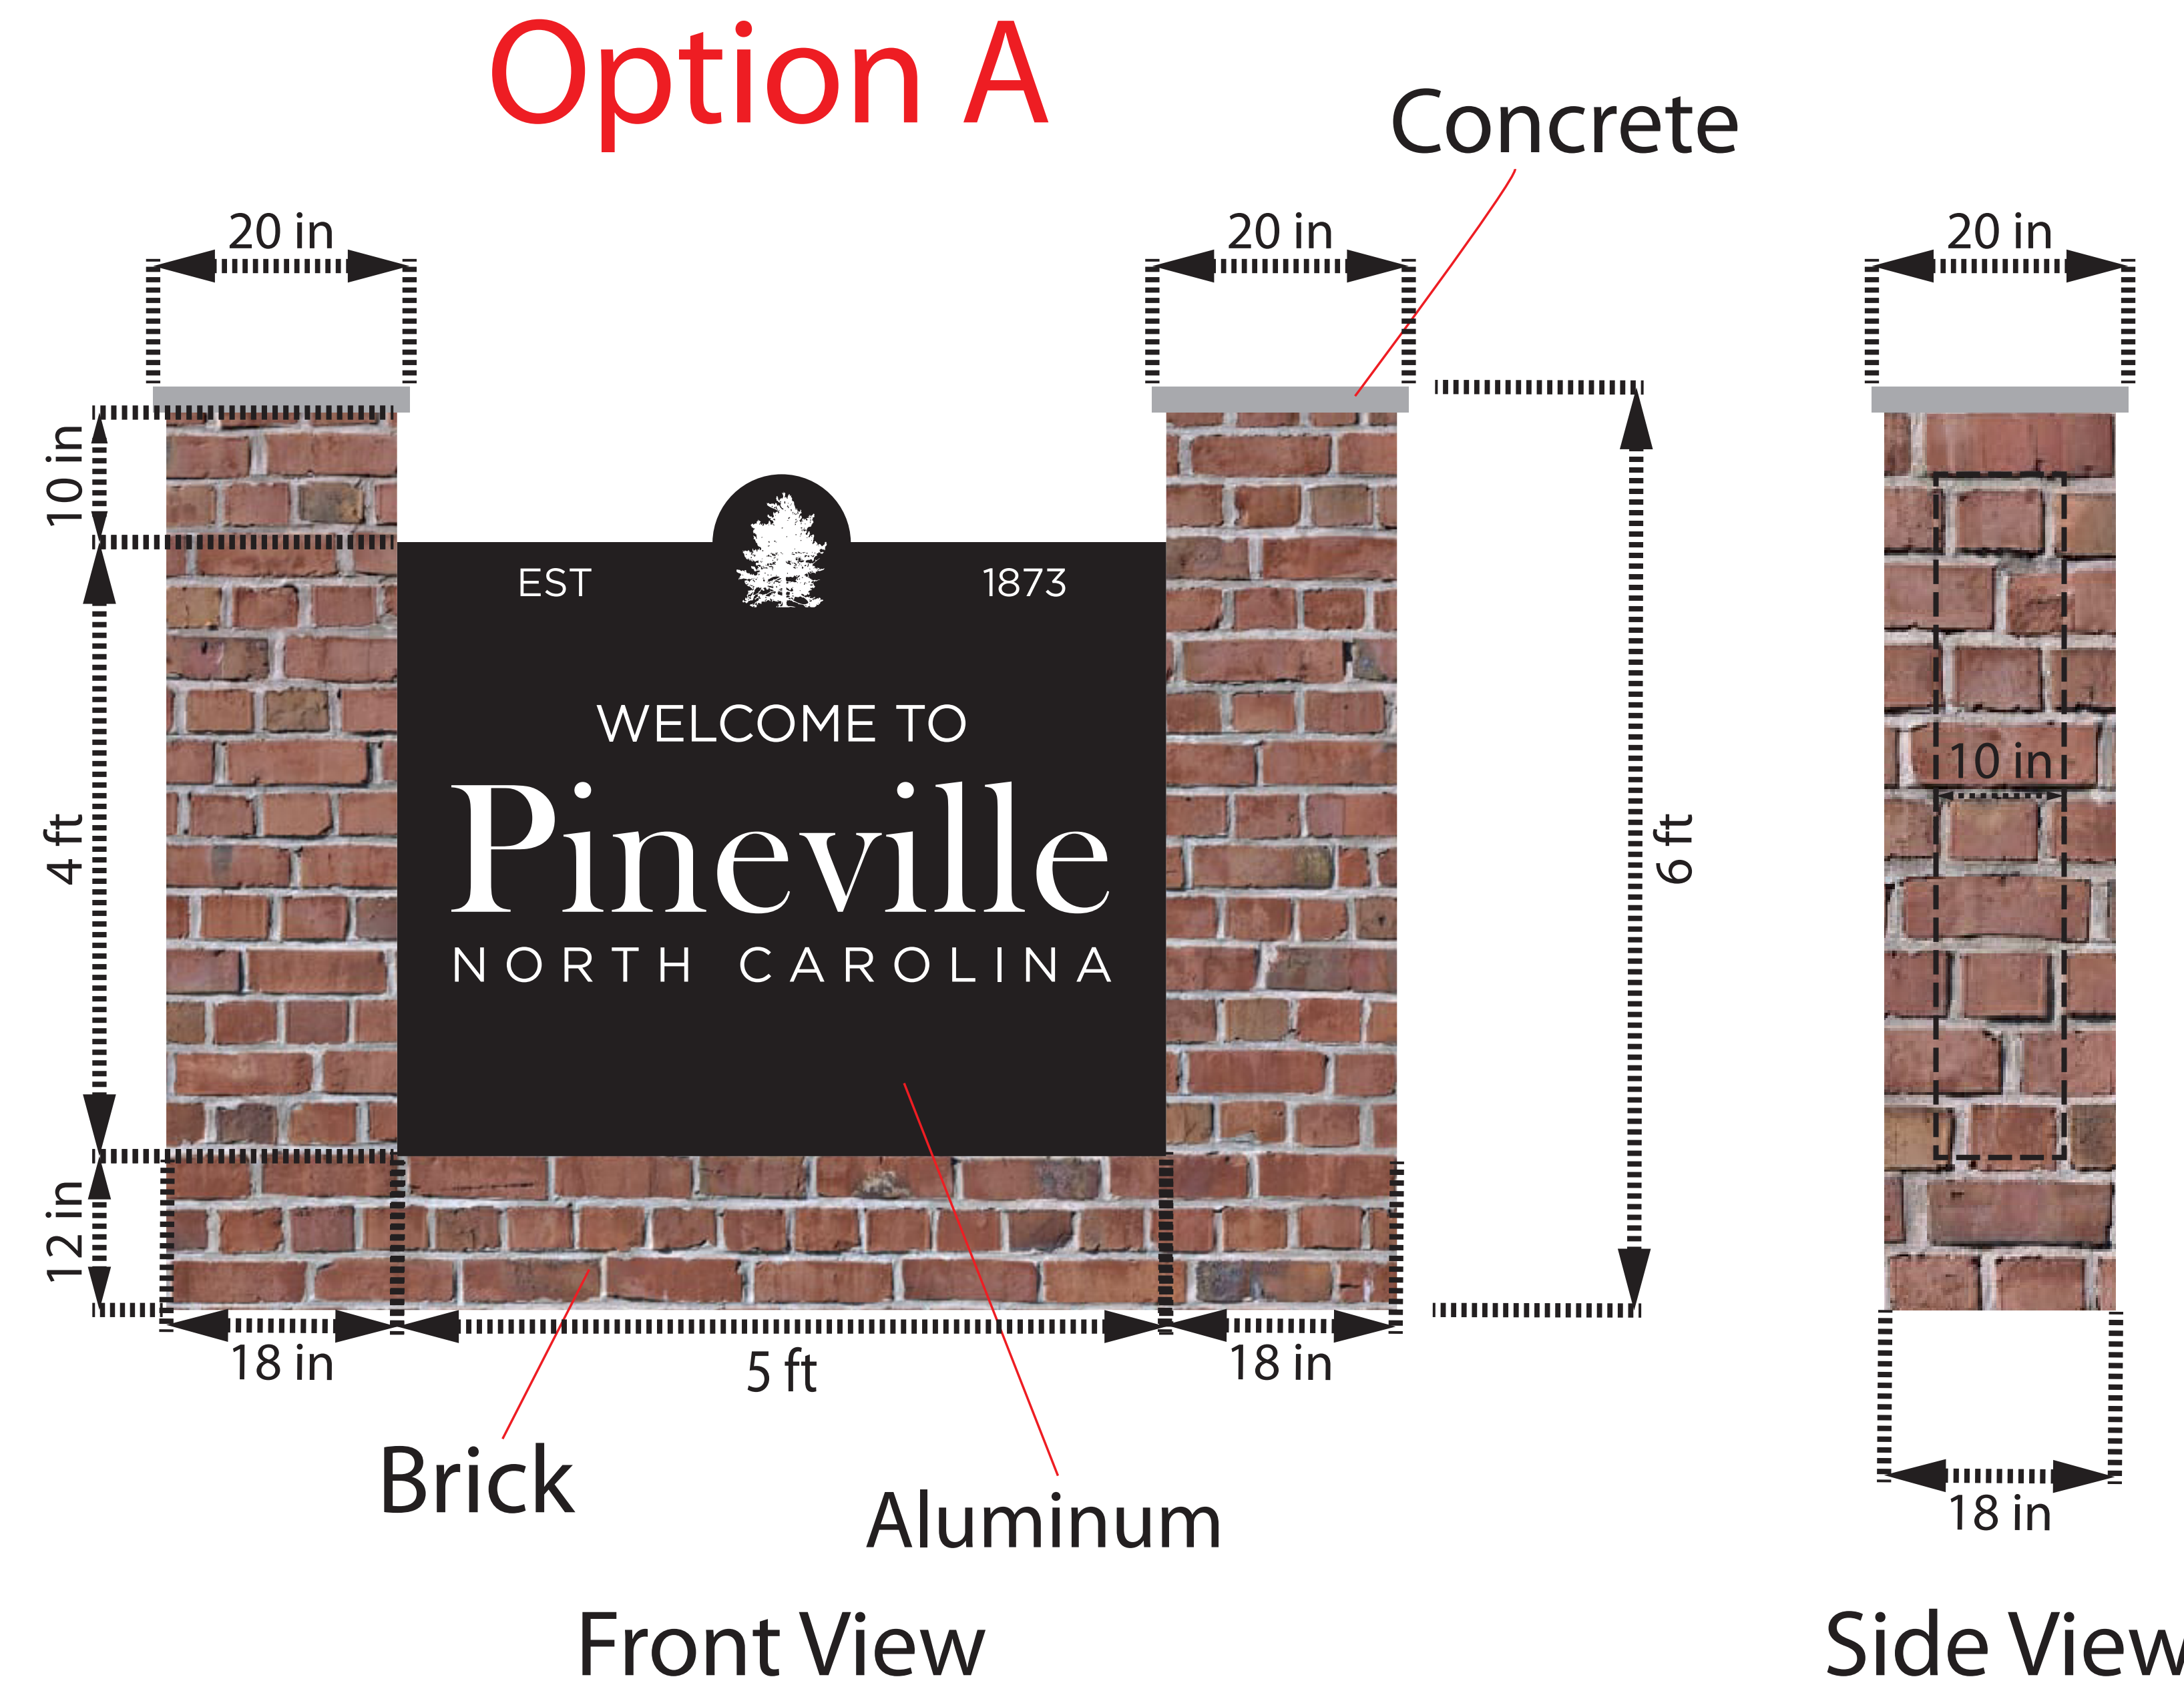 Option A
Concrete
20 in
20 in
20 in
10 in
EST
1873
WELCOME TO
Pineville
NORTH CAROLINA
4 ft
6 ft
10 in
12 in
18 in
5 ft
18 in
18 in
Brick
Aluminum
Front View
Side View